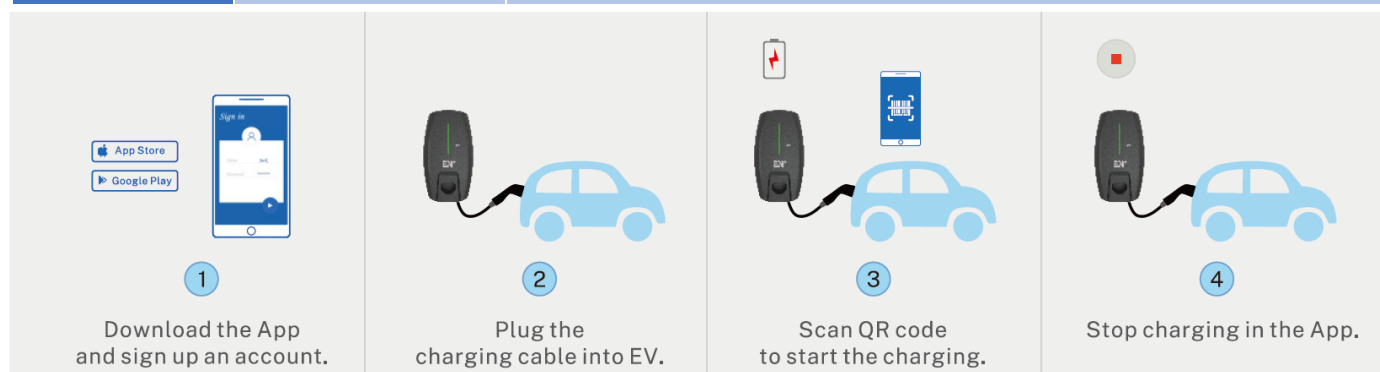 Sign in
App Store
Google Play
1
Download the App
and sign up an account.
2
Plug the
charging cable into EV.
3
Scan QR code
to start the charging.
4
Stop charging in the App.